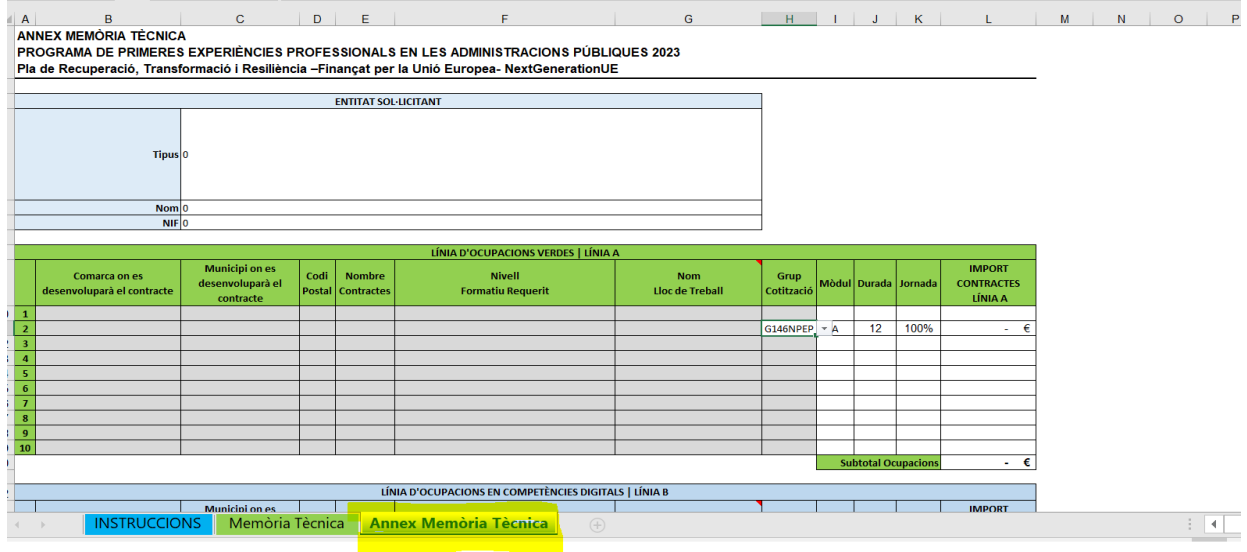 A B C D E F G H I J K L M N O P
ANNEX MEMÒRIA TÈCNICA
PROGRAMA DE PRIMERES EXPERIÈNCIES PROFESSIONALS EN LES ADMINISTRACIONS PÚBLIQUES 2023
Pla de Recuperació, Transformació i Resiliència –Finançat per la Unió Europea- NextGenerationUE
ENTITAT SOL·LICITANT
Tipus 0
Nom 0
NIF 0
LÍNIA D'OCUPACIONS VERDES | LÍNIA A
Comarca on es
desenvoluparà el contracte
Municipi on es
desenvoluparà el
contracte
Codi
Postal
Nombre
Contractes
Nivell
Formatiu Requerit
Nom
Lloc de Treball
Grup
Cotització
Mòdul
Durada
Jornada
IMPORT
CONTRACTES
LÍNIA A
1
2 G146NPEP A 12 100% - €
3
4
5
6
7
8
9
10
Subtotal Ocupacions - €
LÍNIA D'OCUPACIONS EN COMPETÈNCIES DIGITALS | LÍNIA B
Municipi on es IMPORT
INSTRUCCIONS Memòria Tècnica Annex Memòria Tècnica